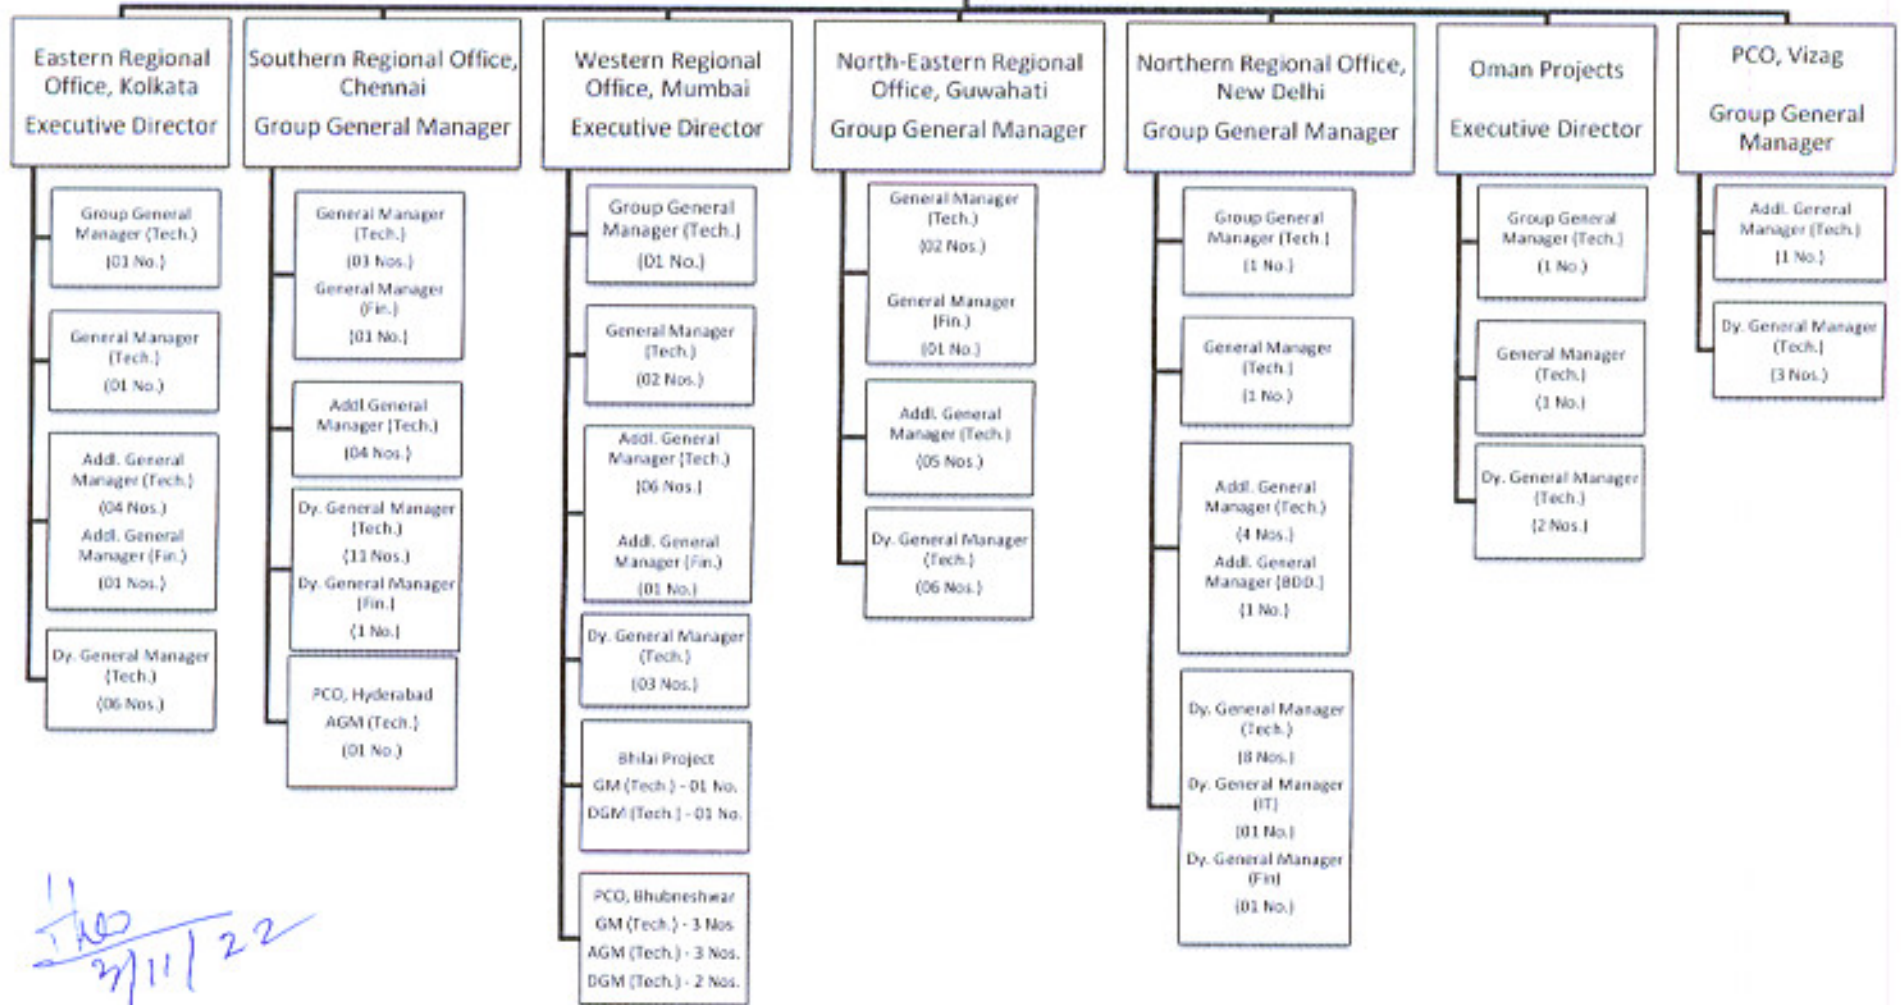 Eastern Regional
Office, Kolkata
Executive Director
Group General
Manager (Tech.)
(01 No.)
General Manager
(Tech.)
(01 No.)
Addl. General
Manager (Tech.)
(04 Nos.)
Addl. General
Manager (Fin.)
(01 Nos.)
Dy. General Manager
(Tech.)
(06 Nos.)
Southern Regional Office,
Chennai
Group General Manager
General Manager
(Tech.)
(03 Nos.)
General Manager
(Fin.)
(01 No.)
Addl.General
Manager (Tech.)
(04 Nos.)
Dy. General Manager
(Tech.)
(11 Nos.)
Dy. General Manager
(Fin.)
(1 No.)
PCO, Hyderabad
AGM (Tech.)
(01 No.)
Western Regional
Office, Mumbai
Executive Director
Group General
Manager (Tech.)
(01 No.)
General Manager
(Tech.)
(02 Nos.)
Addl. General
Manager (Tech.)
(06 Nos.)
Addl. General
Manager (Fin.)
(01 No.)
Dy. General Manager
(Tech.)
(03 Nos.)
Bhilai Project
GM (Tech.) - 01 No.
DGM (Tech.) - 01 No.
PCO, Bhubneshwar
GM (Tech.) - 3 Nos
AGM (Tech.) - 3 Nos.
DGM (Tech.) - 2 Nos.
North-Eastern Regional
Office, Guwahati
Group General Manager
General Manager
(Tech.)
(02 Nos.)
General Manager
(Fin.)
(01 No.)
Addl. General
Manager (Tech.)
(05 Nos.)
Dy. General Manager
(Tech.)
(06 Nos.)
Northern Regional Office,
New Delhi
Group General Manager
Group General
Manager (Tech.)
(1 No.)
General Manager
(Tech.)
(1 No.)
Addl. General
Manager (Tech.)
(4 Nos.)
Addl. General
Manager (BDD.)
(1 No.)
Dy. General Manager
(Tech.)
(8 Nos.)
Dy. General Manager
(IT)
(01 No.)
Dy. General Manager
(Fin)
(01 No.)
Oman Projects
Executive Director
Group General
Manager (Tech.)
(1 No.)
General Manager
(Tech.)
(1 No.)
Dy. General Manager
(Tech.)
(2 Nos.)
PCO, Vizag
Group General
Manager
Addl. General
Manager (Tech.)
(1 No.)
Dy. General Manager
(Tech.)
(3 Nos.)
3/11/22